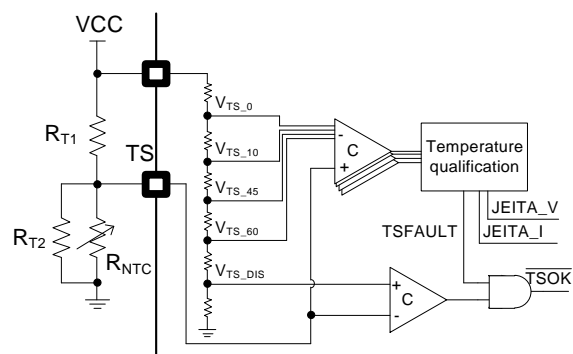 VCC
R_T1
TS
R_T2
R_NTC
V_TS_0
V_TS_10
V_TS_45
V_TS_60
V_TS_DIS
-
C
+
Temperature
qualification
JEITA_V
JEITA_I
TSFAULT
+
C
-
TSOK